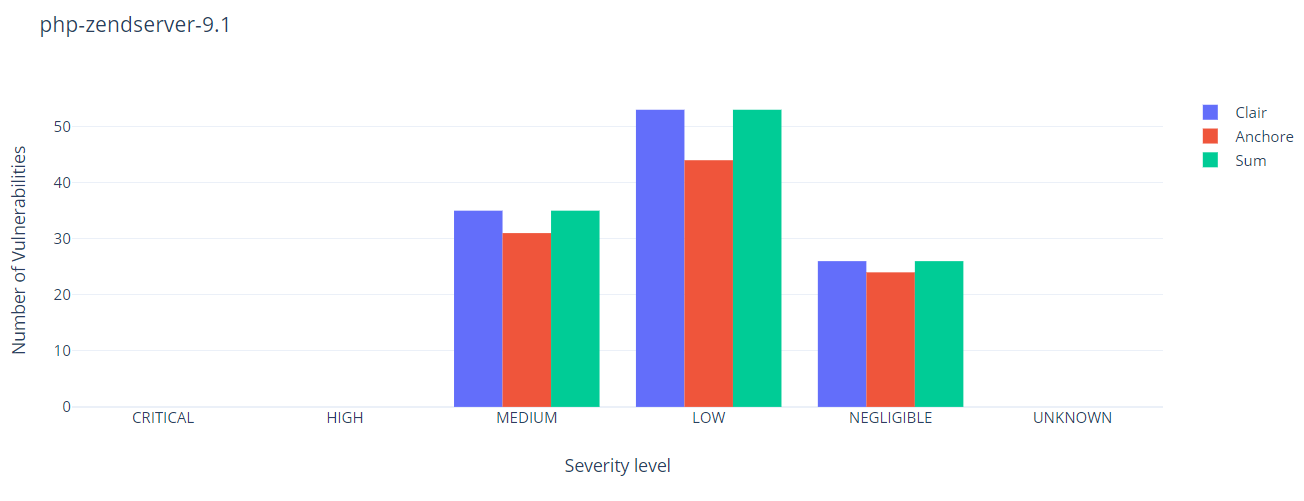 php-zendserver-9.1
Number of Vulnerabilities
50
40
30
20
10
0
CRITICAL HIGH MEDIUM LOW NEGLIGIBLE UNKNOWN
Severity level
Clair
Anchore
Sum